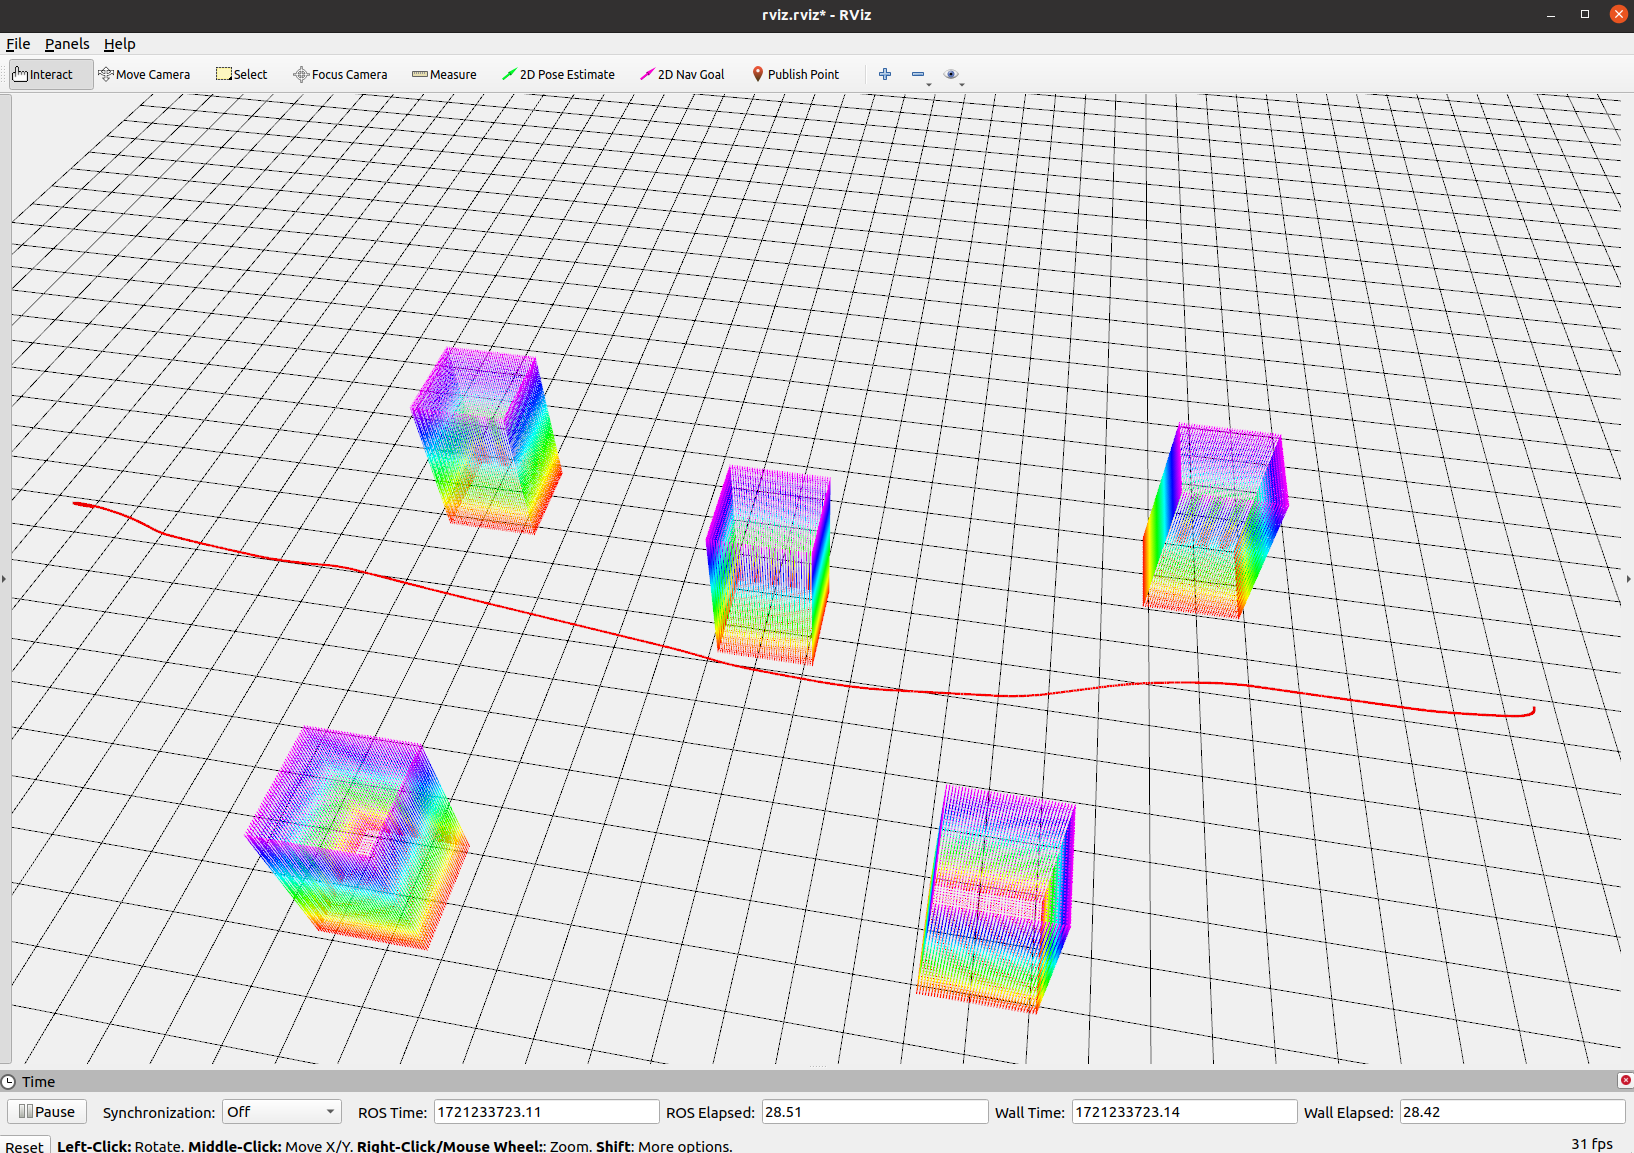 rviz.rviz* - RViz
File Panels Help
Interact Move Camera Select Focus Camera Measure 2D Pose Estimate 2D Nav Goal Publish Point
Time
Pause Synchronization: Off ROS Time: 1721233723.11 ROS Elapsed: 28.51 Wall Time: 1721233723.14 Wall Elapsed: 28.42
Reset Left-Click: Rotate. Middle-Click: Move X/Y. Right-Click/Mouse Wheel:: Zoom. Shift: More options. 31 fps